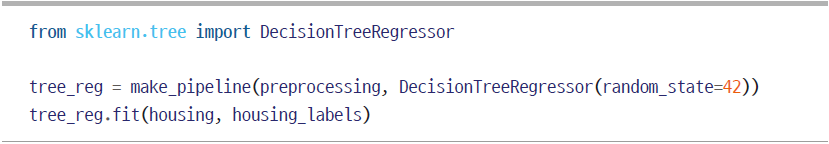 from sklearn.tree import DecisionTreeRegressor
tree_reg = make_pipeline(preprocessing, DecisionTreeRegressor(random_state=42))
tree_reg.fit(housing, housing_labels)